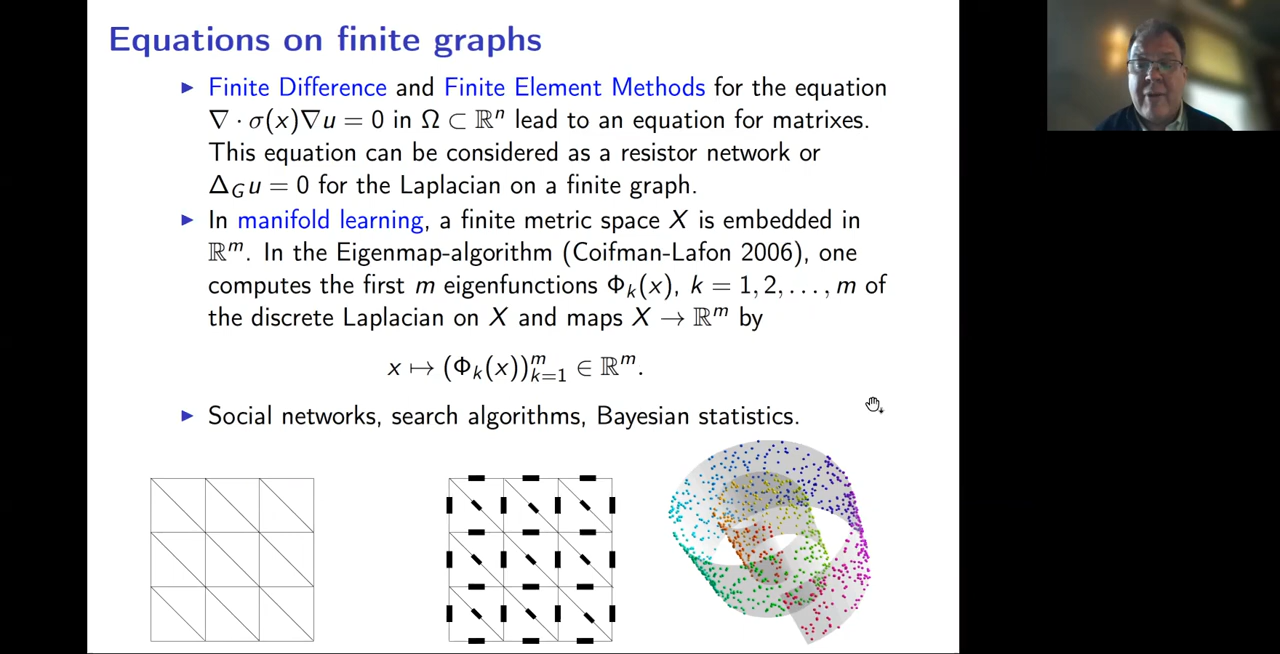 Equations on finite graphs
▶ Finite Difference and Finite Element Methods for the equation
∇ · σ(x)∇u = 0 in Ω ⊂ ℝⁿ lead to an equation for matrixes.
This equation can be considered as a resistor network or
Δ_G u = 0 for the Laplacian on a finite graph.
▶ In manifold learning, a finite metric space X is embedded in
ℝᵐ. In the Eigenmap-algorithm (Coifman-Lafon 2006), one
computes the first m eigenfunctions Φ_k(x), k = 1, 2, . . . , m of
the discrete Laplacian on X and maps X → ℝᵐ by
x ↦ (Φ_k(x))_{k=1}^m ∈ ℝᵐ.
▶ Social networks, search algorithms, Bayesian statistics.